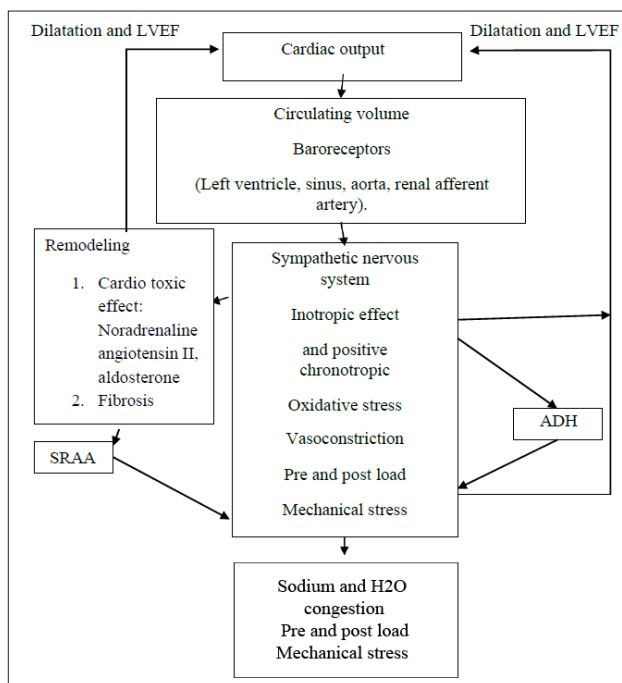 Dilatation and LVEF
Dilatation and LVEF
Cardiac output
Circulating volume
Baroreceptors
(Left ventricle, sinus, aorta, renal afferent
artery).
Remodeling
1. Cardio toxic
effect:
Noradrenaline
angiotensin II,
aldosterone
2. Fibrosis
Sympathetic nervous
system
Inotropic effect
and positive
chronotropic
Oxidative stress
Vasoconstriction
Pre and post load
Mechanical stress
ADH
SRAA
Sodium and H2O
congestion
Pre and post load
Mechanical stress